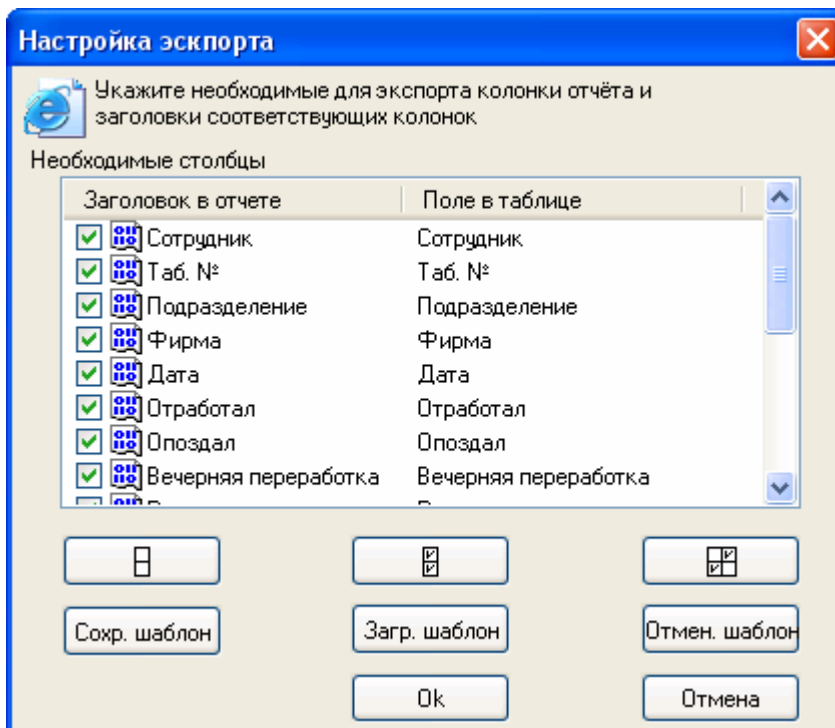 Настройка эскпорта
Укажите необходимые для экспорта колонки отчёта и
заголовки соответствующих колонок
Необходимые столбцы
Заголовок в отчете Поле в таблице
Сотрудник Сотрудник
Таб. № Таб. №
Подразделение Подразделение
Фирма Фирма
Дата Дата
Отработал Отработал
Опоздал Опоздал
Вечерняя переработка Вечерняя переработка
Сохр. шаблон Загр. шаблон Отмен. шаблон
Ok Отмена